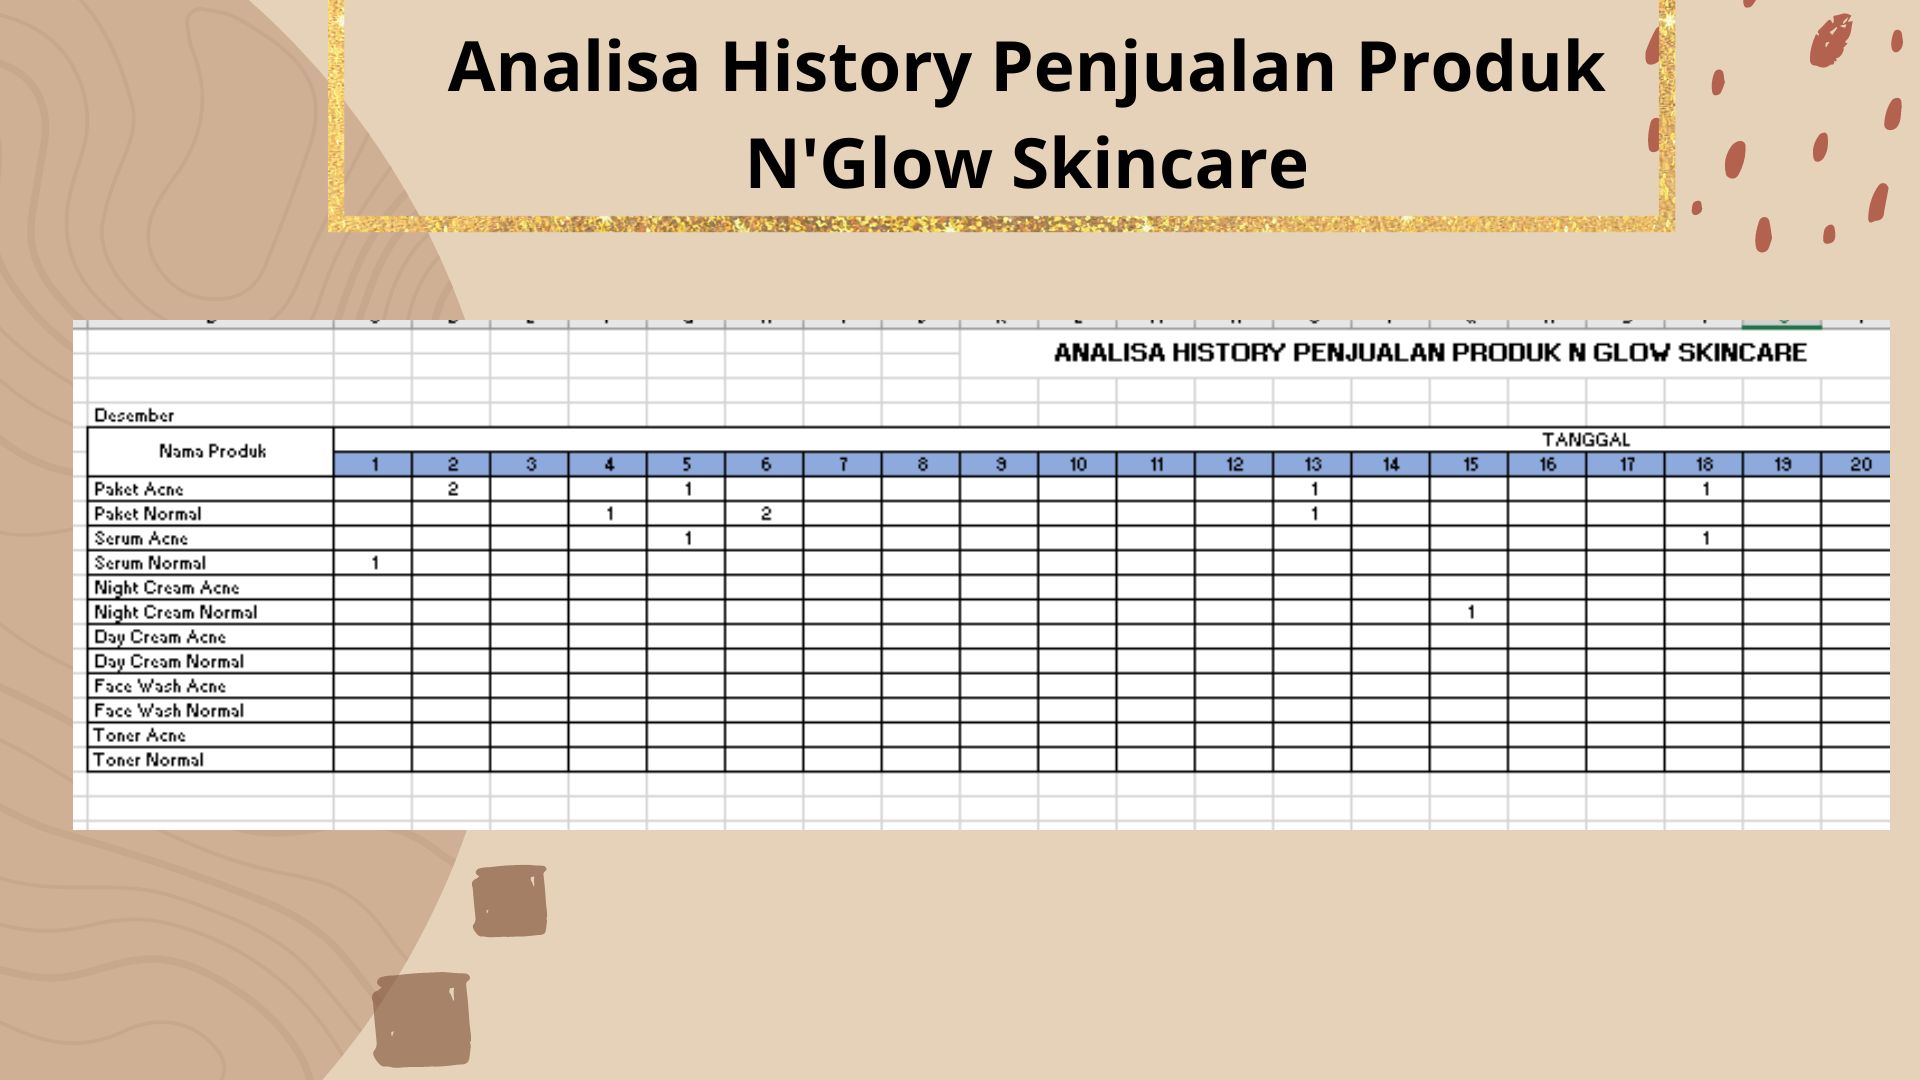 Analisa History Penjualan Produk
N'Glow Skincare
ANALISA HISTORY PENJUALAN PRODUK N GLOW SKINCARE
Desember
Nama Produk TANGGAL
1 2 3 4 5 6 7 8 9 10 11 12 13 14 15 16 17 18 19 20
Paket Acne 2 1 1 1
Paket Normal 1 2 1
Serum Acne 1 1
Serum Normal 1
Night Cream Acne
Night Cream Normal 1
Day Cream Acne
Day Cream Normal
Face Wash Acne
Face Wash Normal
Toner Acne
Toner Normal